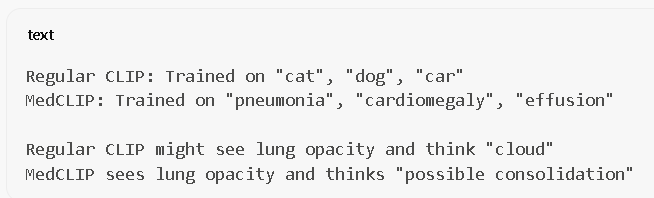 text
Regular CLIP: Trained on "cat", "dog", "car"
MedCLIP: Trained on "pneumonia", "cardiomegaly", "effusion"
Regular CLIP might see lung opacity and think "cloud"
MedCLIP sees lung opacity and thinks "possible consolidation"